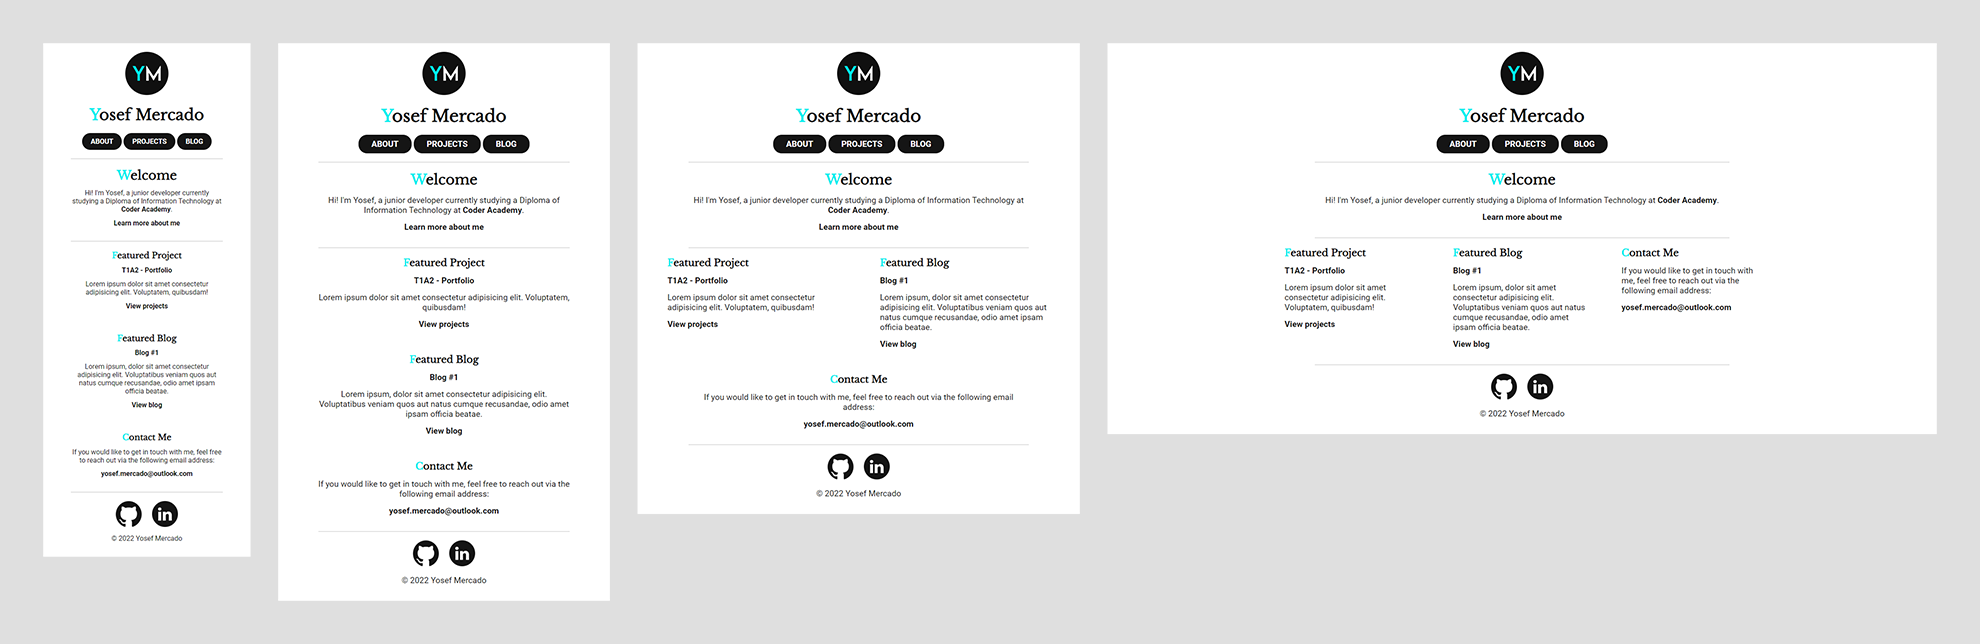 YM
Yosef Mercado
ABOUT PROJECTS BLOG
Welcome
Hi! I'm Yosef, a junior developer currently
studying a Diploma of Information Technology at
Coder Academy.
Learn more about me
Featured Project
T1A2 - Portfolio
Lorem ipsum dolor sit amet consectetur
adipisicing elit. Voluptatem, quibusdam!
View projects
Featured Blog
Blog #1
Lorem ipsum, dolor sit amet consectetur
adipisicing elit. Voluptatibus veniam quos aut
natus cumque recusandae, odio amet ipsam
officia beatae.
View blog
Contact Me
If you would like to get in touch with me, feel free
to reach out via the following email address:
yosef.mercado@outlook.com
in
© 2022 Yosef Mercado
YM
Yosef Mercado
ABOUT PROJECTS BLOG
Welcome
Hi! I'm Yosef, a junior developer currently studying a Diploma of
Information Technology at Coder Academy.
Learn more about me
Featured Project
T1A2 - Portfolio
Lorem ipsum dolor sit amet consectetur adipisicing elit. Voluptatem,
quibusdam!
View projects
Featured Blog
Blog #1
Lorem ipsum, dolor sit amet consectetur adipisicing elit.
Voluptatibus veniam quos aut natus cumque recusandae, odio amet
ipsam officia beatae.
View blog
Contact Me
If you would like to get in touch with me, feel free to reach out via the
following email address:
yosef.mercado@outlook.com
in
© 2022 Yosef Mercado
YM
Yosef Mercado
ABOUT PROJECTS BLOG
Welcome
Hi! I'm Yosef, a junior developer currently studying a Diploma of Information Technology at
Coder Academy.
Learn more about me
Featured Project
T1A2 - Portfolio
Lorem ipsum dolor sit amet consectetur
adipisicing elit. Voluptatem, quibusdam!
View projects
Featured Blog
Blog #1
Lorem ipsum, dolor sit amet consectetur
adipisicing elit. Voluptatibus veniam quos aut
natus cumque recusandae, odio amet ipsam
officia beatae.
View blog
Contact Me
If you would like to get in touch with me, feel free to reach out via the following email
address:
yosef.mercado@outlook.com
in
© 2022 Yosef Mercado
YM
Yosef Mercado
ABOUT PROJECTS BLOG
Welcome
Hi! I'm Yosef, a junior developer currently studying a Diploma of Information Technology at Coder Academy.
Learn more about me
Featured Project
T1A2 - Portfolio
Lorem ipsum dolor sit amet
consectetur adipisicing elit.
Voluptatem, quibusdam!
View projects
Featured Blog
Blog #1
Lorem ipsum, dolor sit amet
consectetur adipisicing elit.
Voluptatibus veniam quos aut natus
cumque recusandae, odio amet
ipsam officia beatae.
View blog
Contact Me
If you would like to get in touch with
me, feel free to reach out via the
following email address:
yosef.mercado@outlook.com
in
© 2022 Yosef Mercado